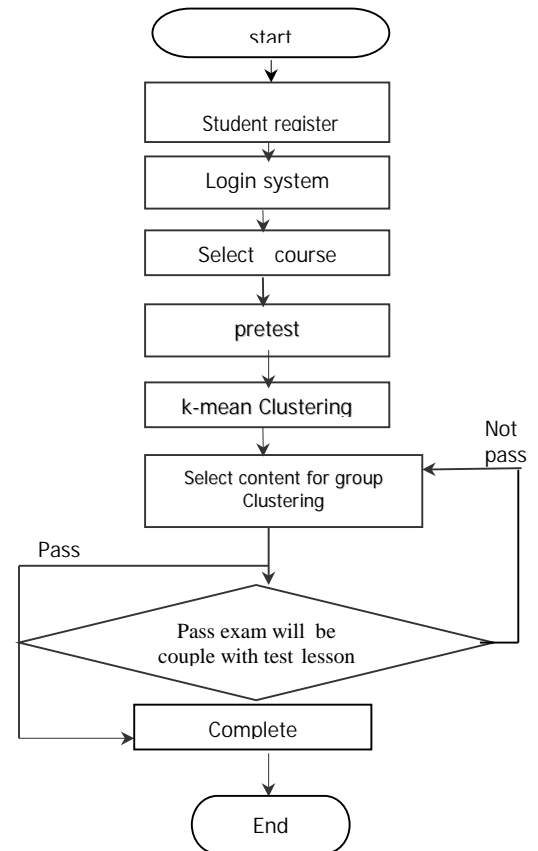 start
Student register
Login system
Select course
pretest
k-mean Clustering
Not
pass
Select content for group
Clustering
Pass
Pass exam will be
couple with test lesson
Complete
End